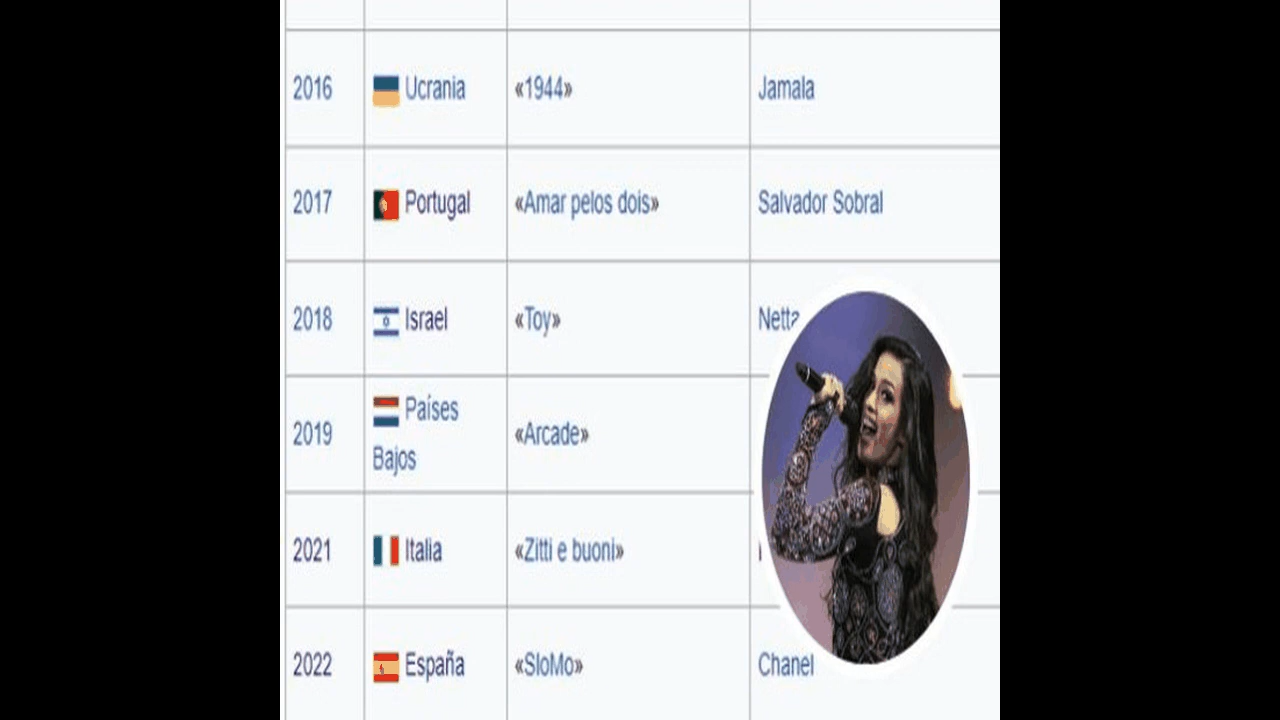 2016 Ucrania «1944» Jamala
2017 Portugal «Amar pelos dois» Salvador Sobral
2018 Israel «Toy» Netta
2019 Países Bajos «Arcade»
2021 Italia «Zitti e buoni»
2022 España «SloMo» Chanel